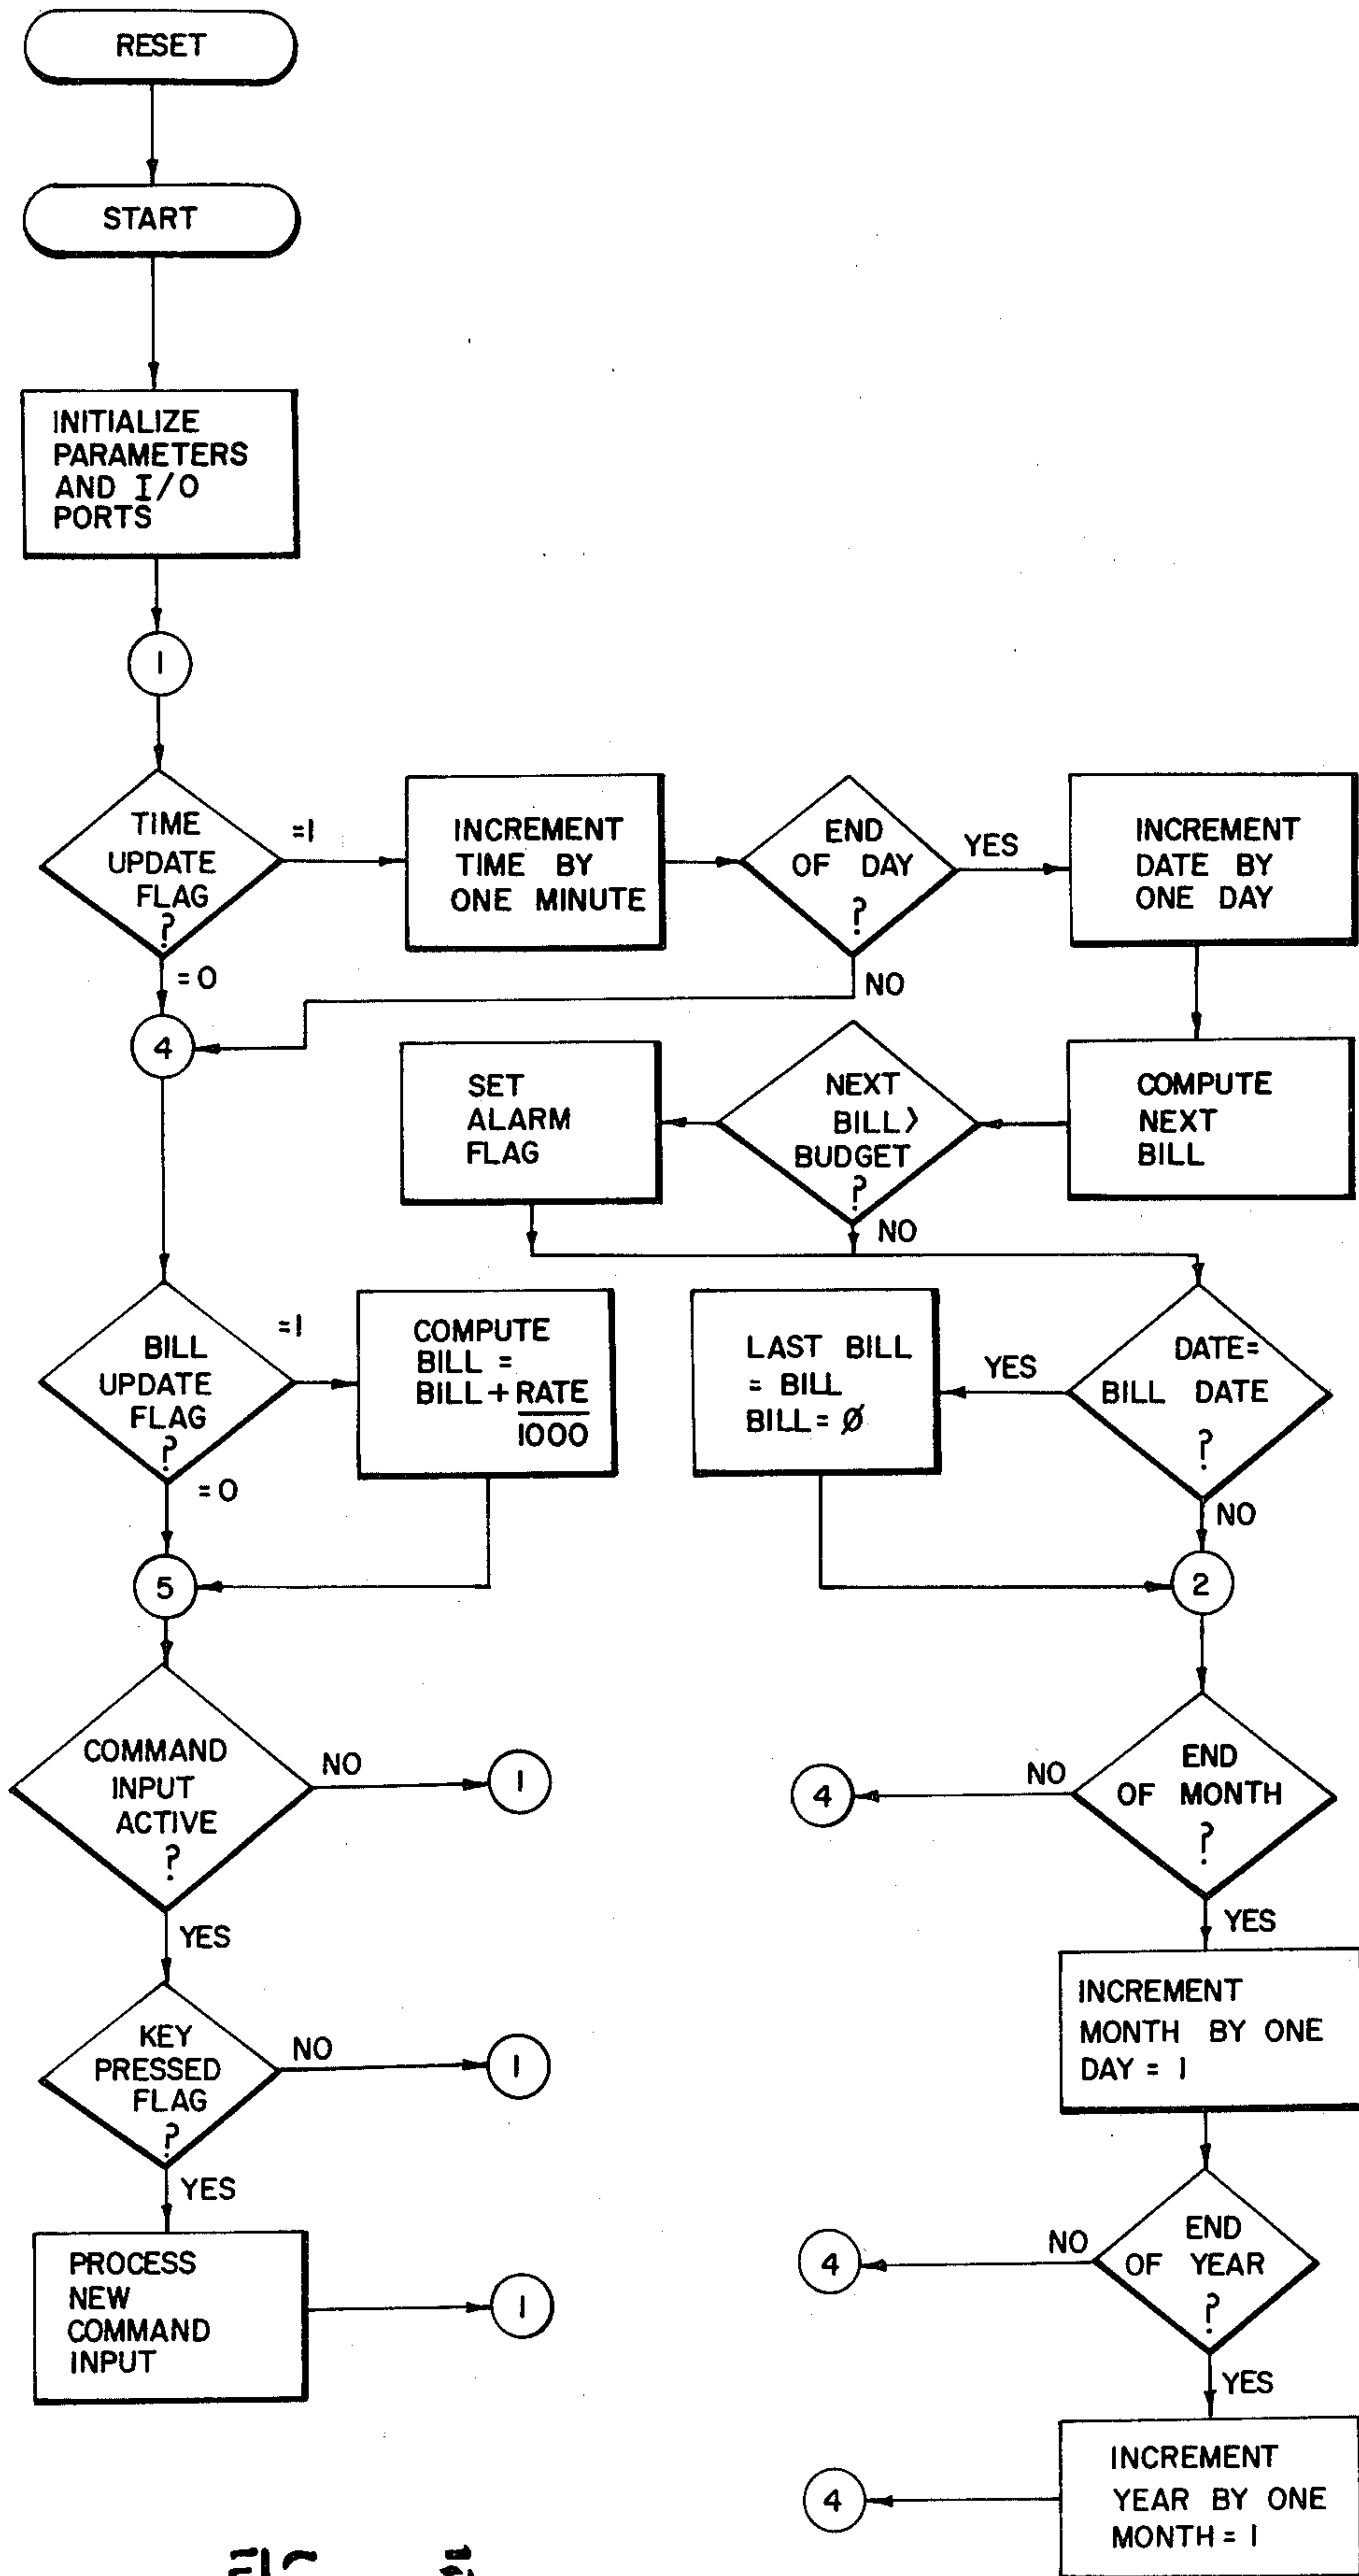 RESET
START
INITIALIZE
PARAMETERS
AND I/O
PORTS
1
TIME
UPDATE
FLAG
?
=1
=0
INCREMENT
TIME BY
ONE MINUTE
END
OF DAY
?
YES
NO
INCREMENT
DATE BY
ONE DAY
4
SET
ALARM
FLAG
NEXT
BILL>
BUDGET
?
NO
COMPUTE
NEXT
BILL
BILL
UPDATE
FLAG
?
=1
=0
COMPUTE
BILL =
BILL + RATE
1000
LAST BILL
= BILL
BILL = Ø
YES
DATE=
BILL DATE
?
NO
5
2
COMMAND
INPUT
ACTIVE
?
NO
1
YES
4
NO
END
OF MONTH
?
YES
KEY
PRESSED
FLAG
?
NO
1
YES
INCREMENT
MONTH BY ONE
DAY = 1
PROCESS
NEW
COMMAND
INPUT
1
4
NO
END
OF YEAR
?
YES
4
INCREMENT
YEAR BY ONE
MONTH = 1